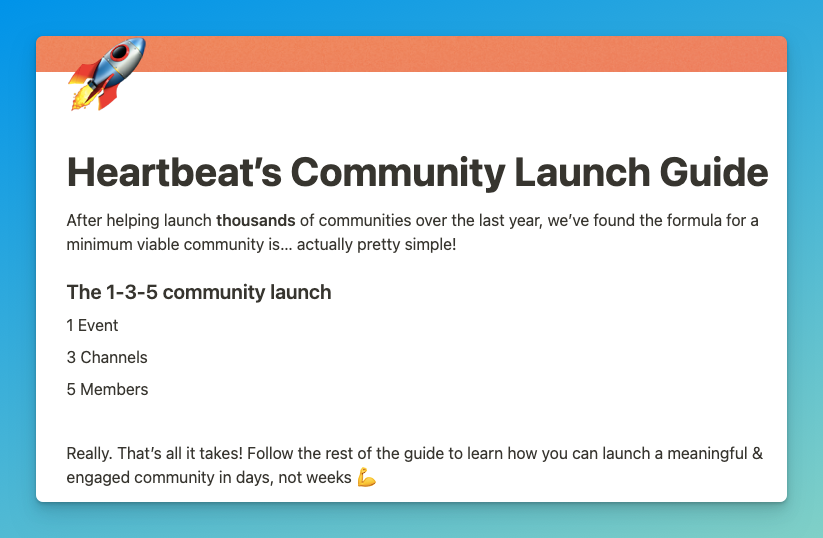 Heartbeat’s Community Launch Guide
After helping launch thousands of communities over the last year, we’ve found the formula for a
minimum viable community is... actually pretty simple!
The 1-3-5 community launch
1 Event
3 Channels
5 Members
Really. That’s all it takes! Follow the rest of the guide to learn how you can launch a meaningful &
engaged community in days, not weeks 💪